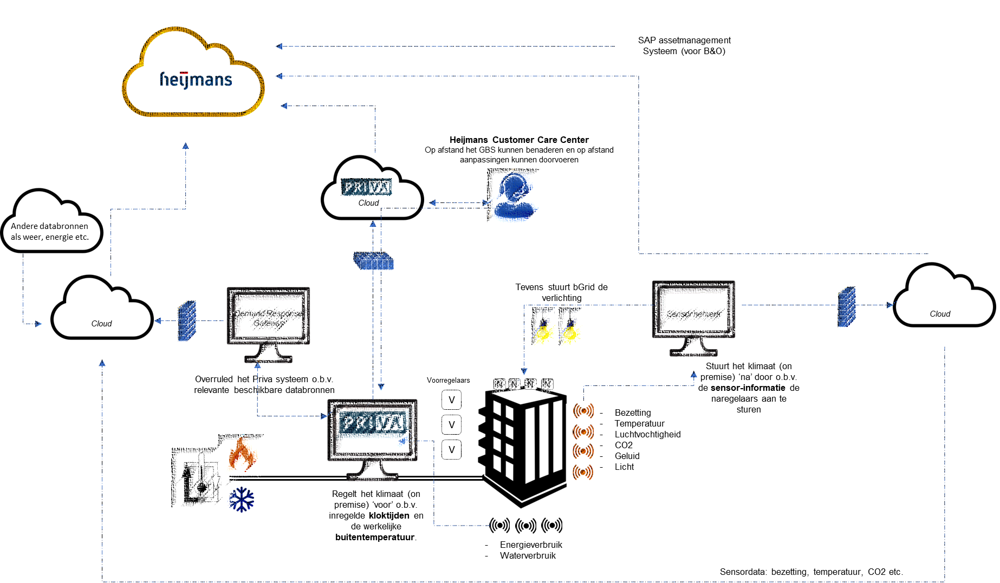 SAP assetmanagement
Systeem (voor B&O)
heijmans
Heijmans Customer Care Center
Op afstand het GBS kunnen benaderen en op afstand
aanpassingen kunnen doorvoeren
PRIVA
Cloud
Andere databronnen
als weer, energie etc.
Cloud
Demand Response
Gateway
Tevens stuurt bGrid de
verlichting
Sensornetwerk
Cloud
Overruled het Priva systeem o.b.v.
relevante beschikbare databronnen
Voorregelaars
V
V
V
N N N N
PRIVA
Stuurt het klimaat (on
premise) ‘na’ door o.b.v.
de sensor-informatie de
naregelaars aan te
sturen
- Bezetting
- Temperatuur
- Luchtvochtigheid
- CO2
- Geluid
- Licht
Regelt het klimaat (on
premise) ‘voor’ o.b.v.
inregelde kloktijden en
de werkelijke
buitentemperatuur.
- Energieverbruik
- Waterverbruik
Sensordata: bezetting, temperatuur, CO2 etc.